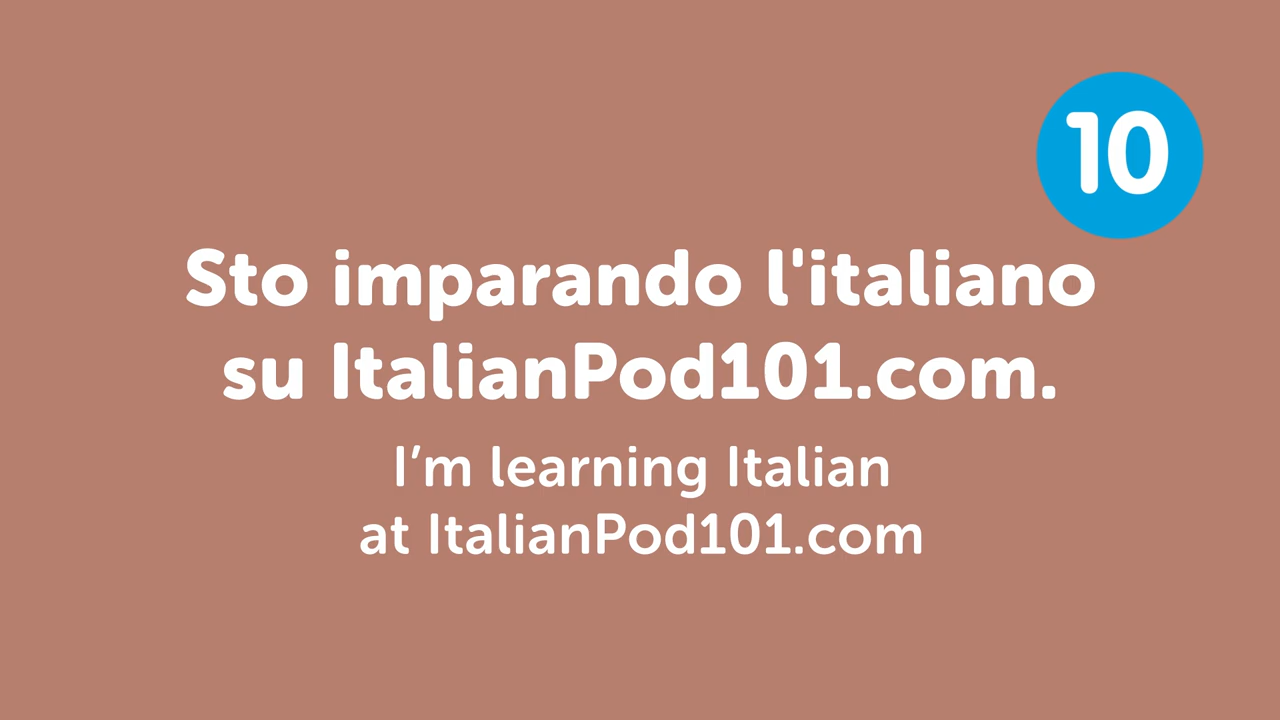 10
Sto imparando l'italiano
su ItalianPod101.com.
I’m learning Italian
at ItalianPod101.com